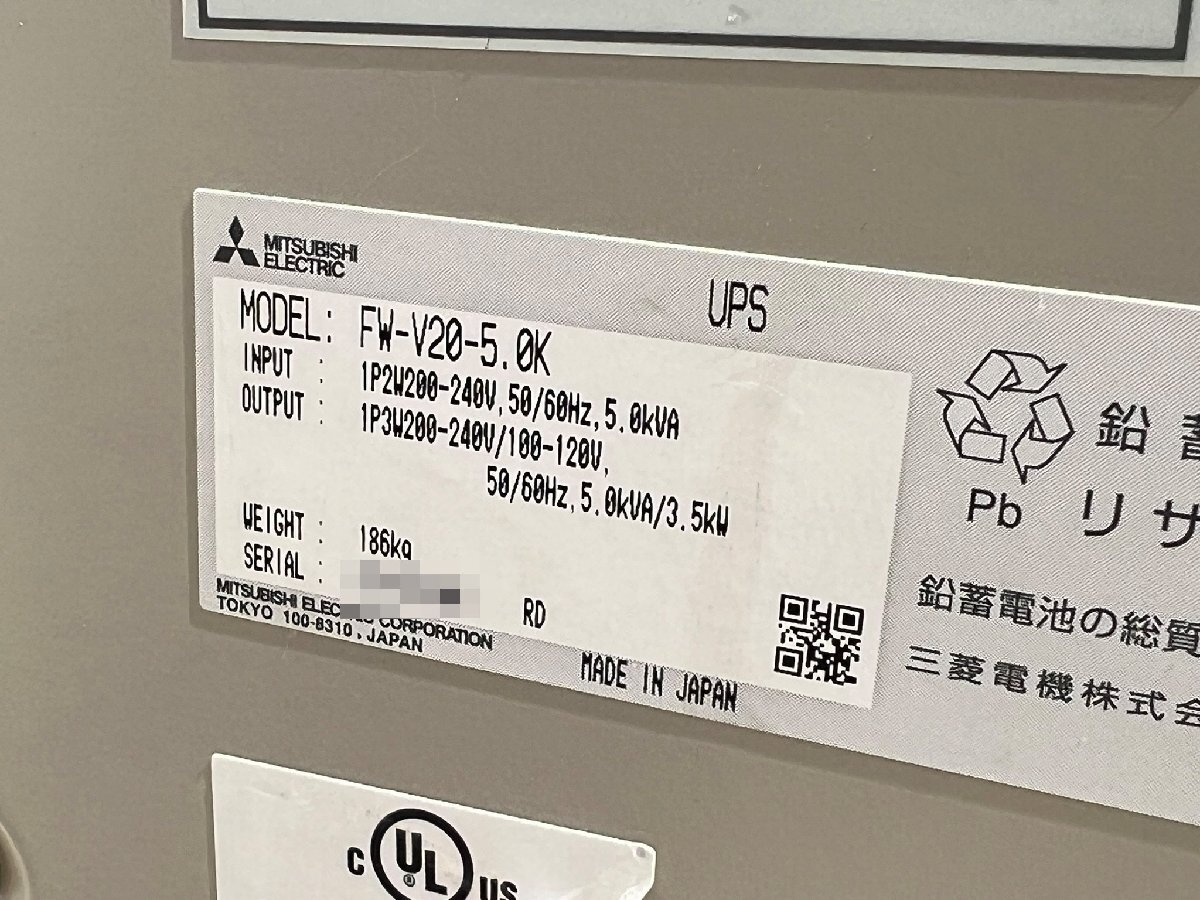 MITSUBISHI
ELECTRIC
UPS
MODEL: FW-V20-5.0K
INPUT : 1P2W200-240V,50/60Hz,5.0kVA
OUTPUT : 1P3W200-240V/100-120V,
50/60Hz,5.0kVA/3.5kW
WEIGHT : 186kg
SERIAL :
RD
MITSUBISHI CORPORATION
TOKYO 100-8310, JAPAN
MADE IN JAPAN
鉛
Pb リサ
鉛蓄電池の総質
三菱電機株式会
C UL® US